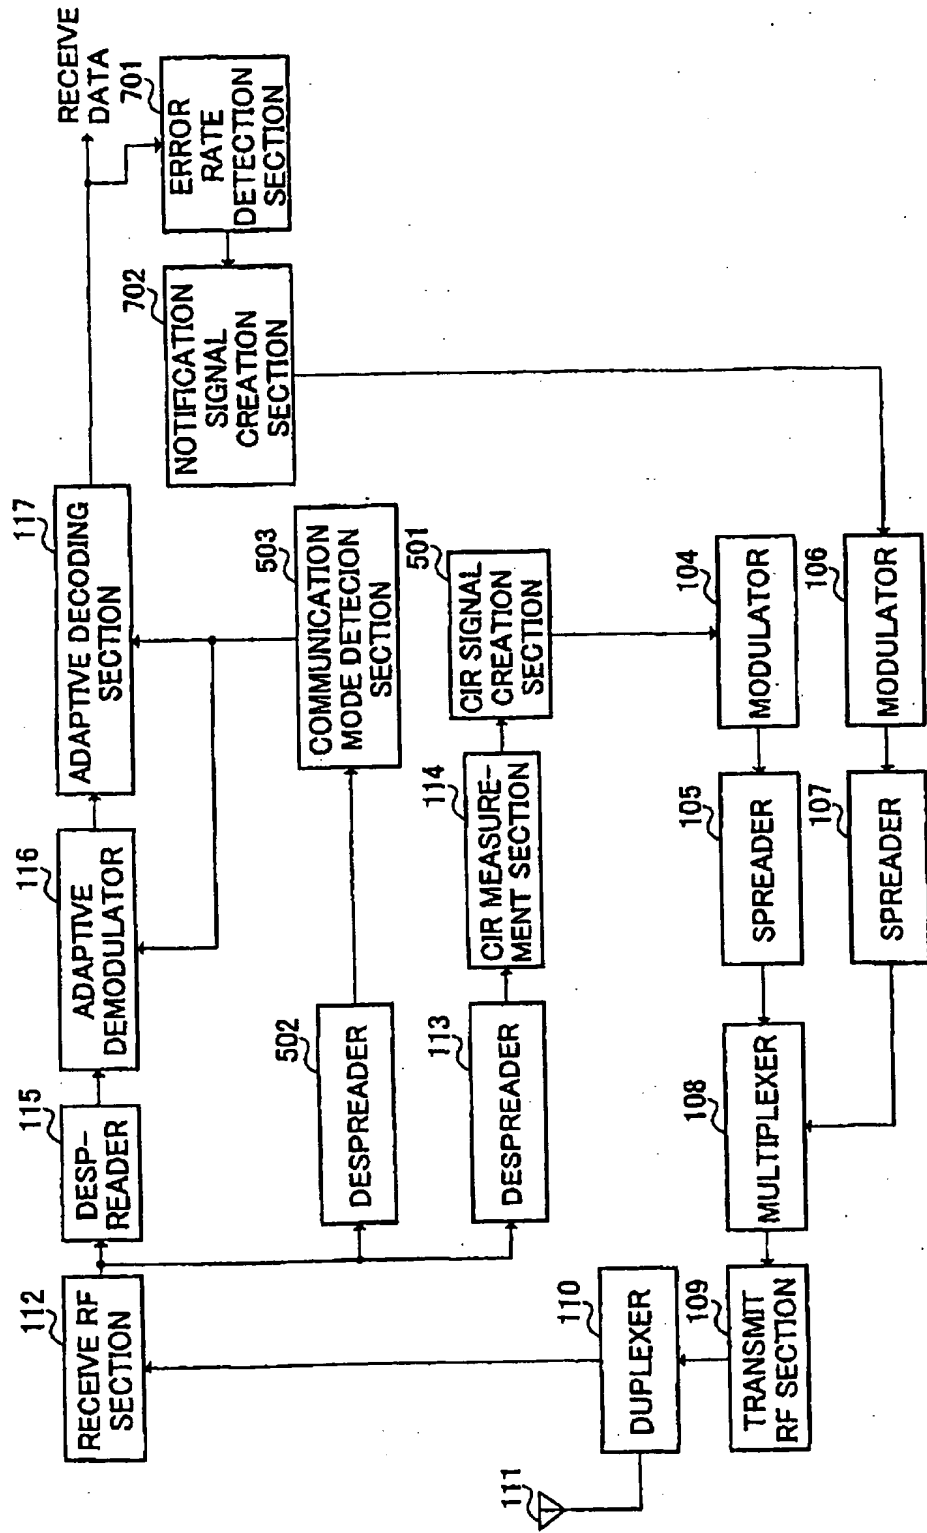 RECEIVE
DATA
112
RECEIVE RF
SECTION
115
DESP-
READER
116
ADAPTIVE
DEMODULATOR
117
ADAPTIVE DECODING
SECTION
701
ERROR
RATE
DETECTION
SECTION
702
NOTIFICATION
SIGNAL
CREATION
SECTION
502
DESPREADER
503
COMMUNICATION
MODE DETECION
SECTION
113
DESPREADER
114
CIR MEASURE-
MENT SECTION
501
CIR SIGNAL
CREATION
SECTION
111
110
DUPLEXER
109
TRANSMIT
RF SECTION
108
MULTIPLEXER
105
SPREADER
104
MODULATOR
107
SPREADER
106
MODULATOR